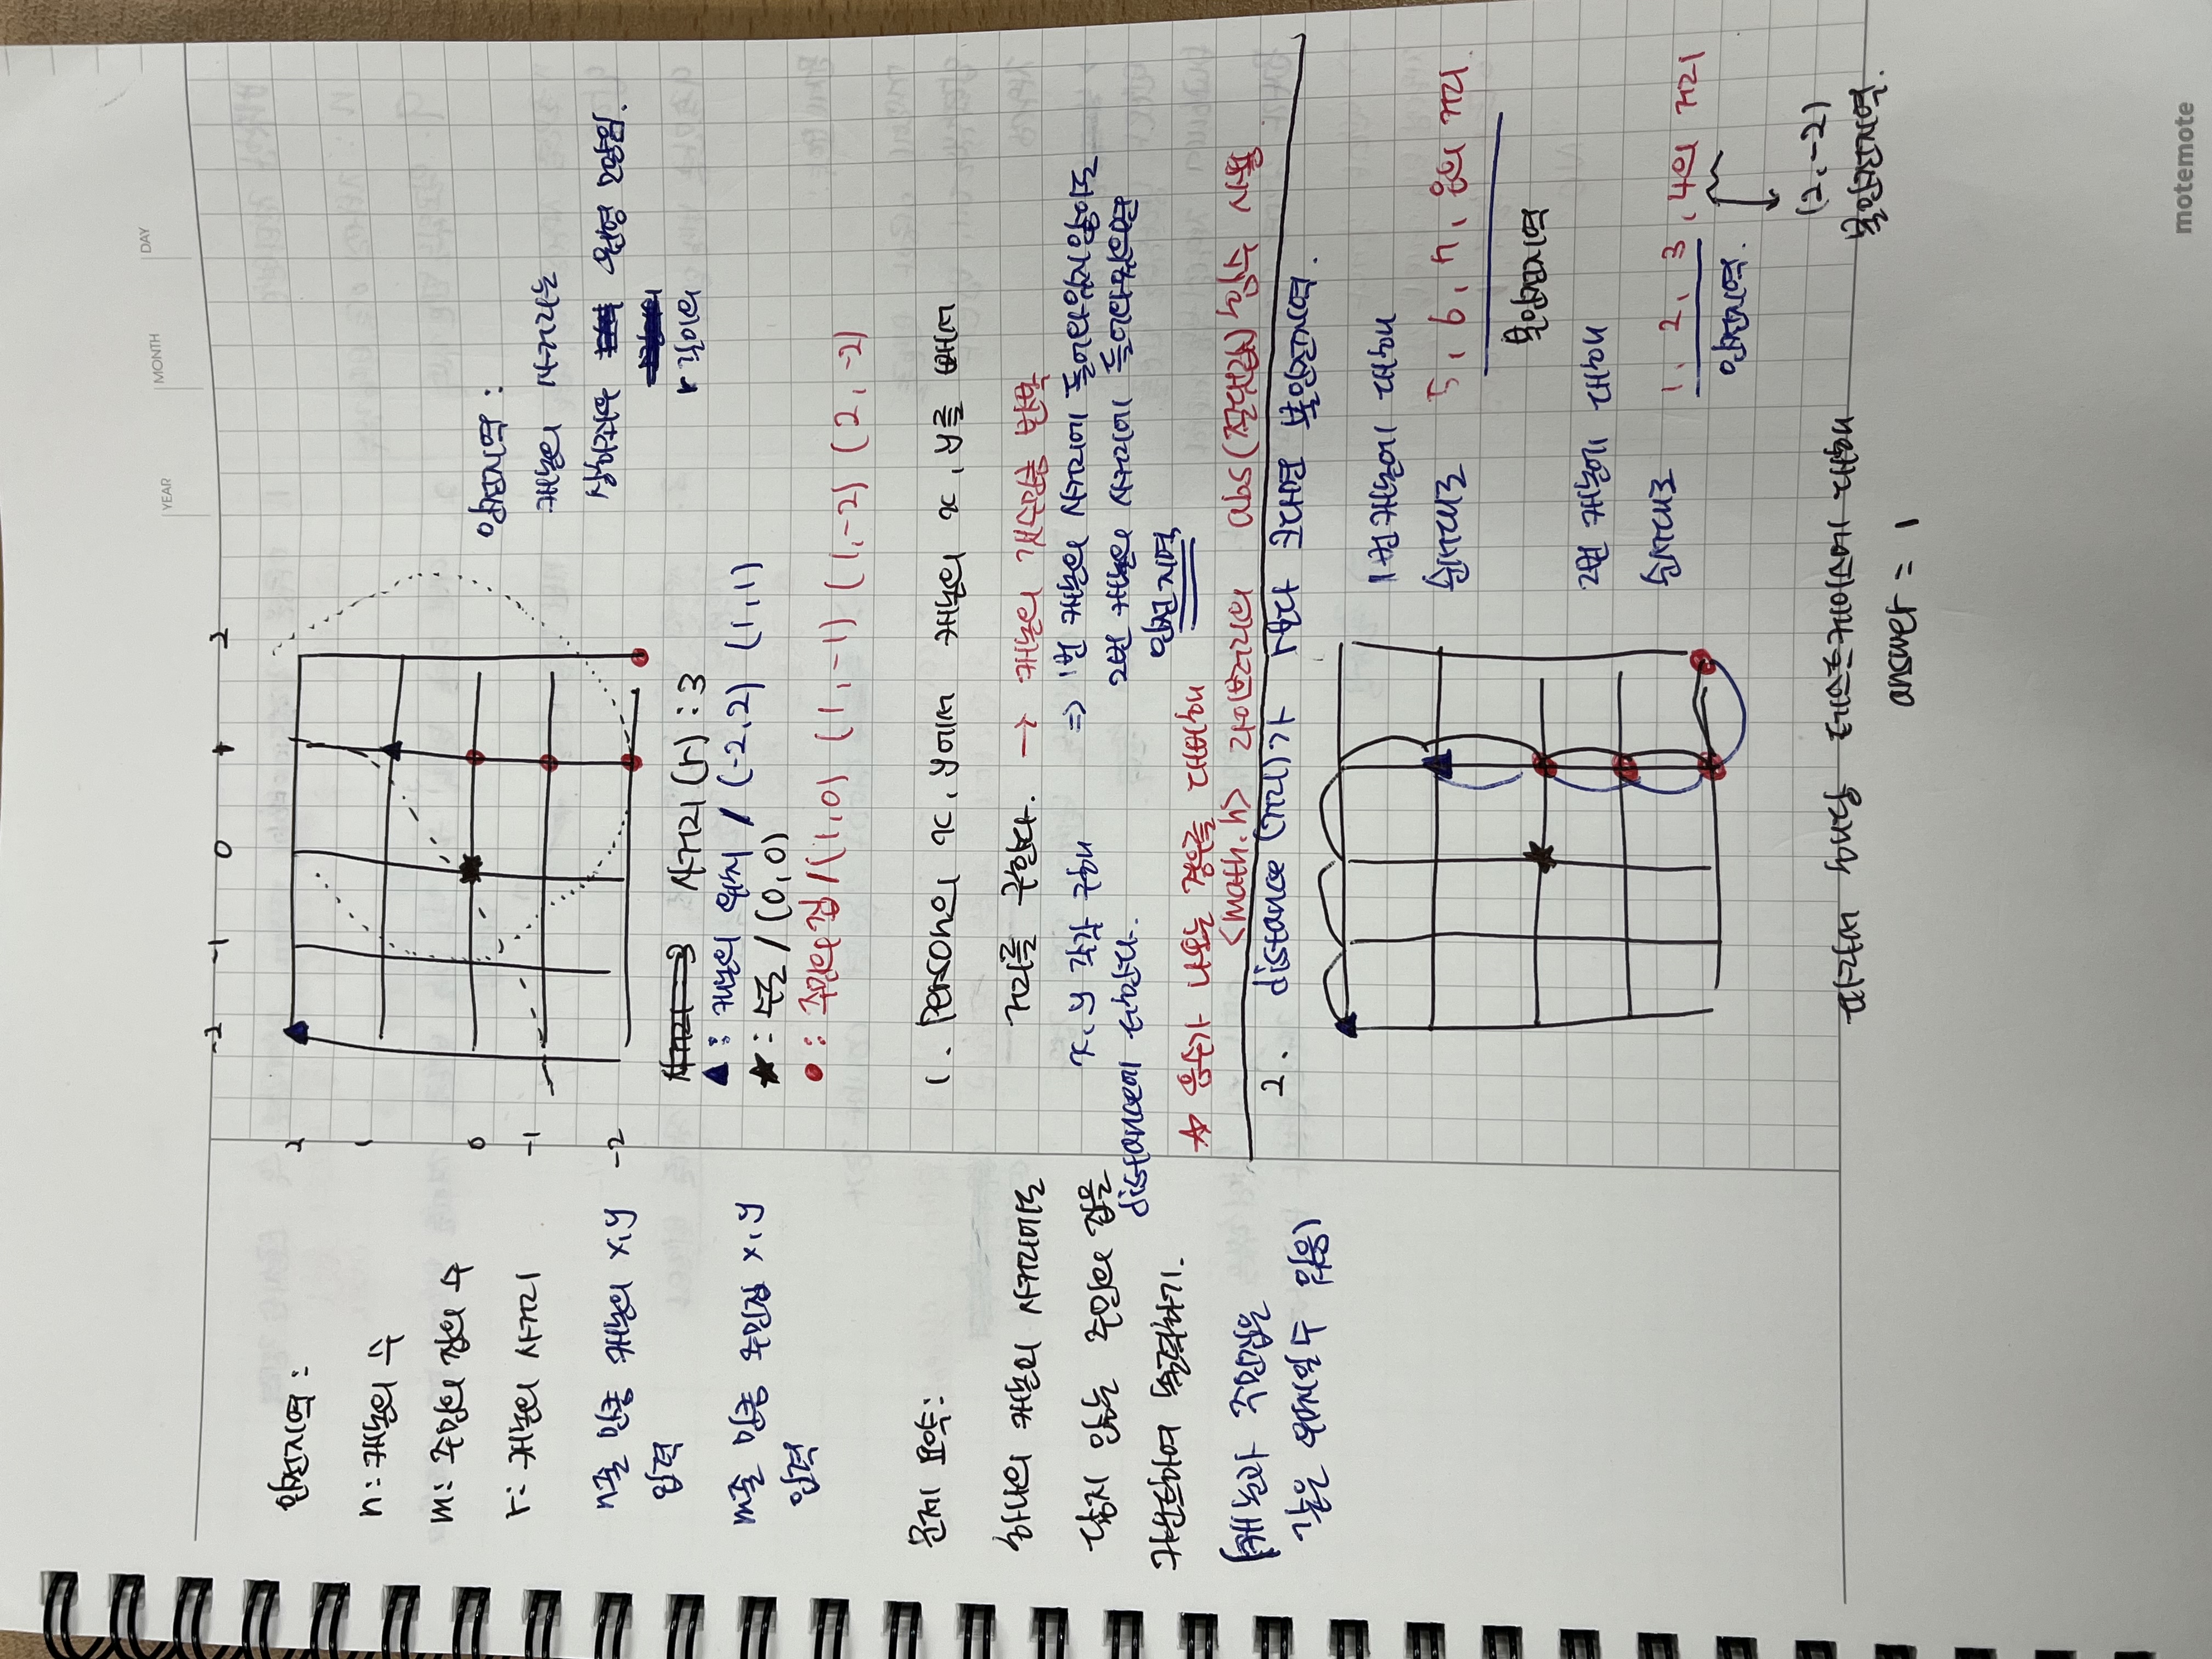 YEAR MONTH DAY
-2 -1 0 1 2
2
1
0
-1
-2
안전지역 :
n : 캐논의 수
m : 주민의 집의 수
r : 캐논의 사거리
n줄 만큼 캐논의 x, y
입력
m줄 만큼 주민집 x, y
입력
안전지역 :
캐논의 사거리는
상하좌우 원형 모양임.
r 길이의
사거리 (r) : 3
▲ : 캐논의 위치 / (-2, 2) (1, 1)
★ : 수도 / (0, 0)
● : 주민의 집 / (1, 0) (1, -1) (1, -2) (2, -2)
문제 요약 :
하나의 캐논의 사거리에도
닿지 않는 주민의 집을
카운트하여 출력하기.
(캐논과 주민집은
같은 위치일 수 있음)
1. Person의 x, y에서 캐논의 x, y를 빼서
거리를 구한다. → 캐논의 갯수만큼 반복
x, y 각각 구해
distance에 더한다.
⇒ 1번 캐논의 사거리에 들어와있지않아도
2번 캐논의 사거리에 들어와있으면
안전지역
☆ 음수가 나오는 경우를 대비해
<math.h> 라이브러리의 abs(절댓값) 함수 사용
2. distance (거리)가 r보다 크다면 불안전지역.
1번 캐논에 대해
순서대로 5, 6, 7, 8의 거리.
불안전지역
2번 캐논에 대해
순서대로 1, 2, 3, 4의 거리
안전지역.
(2, -2)
불안전지역.
따라서 해당 테스트케이스에 대해
answer = 1
motemote